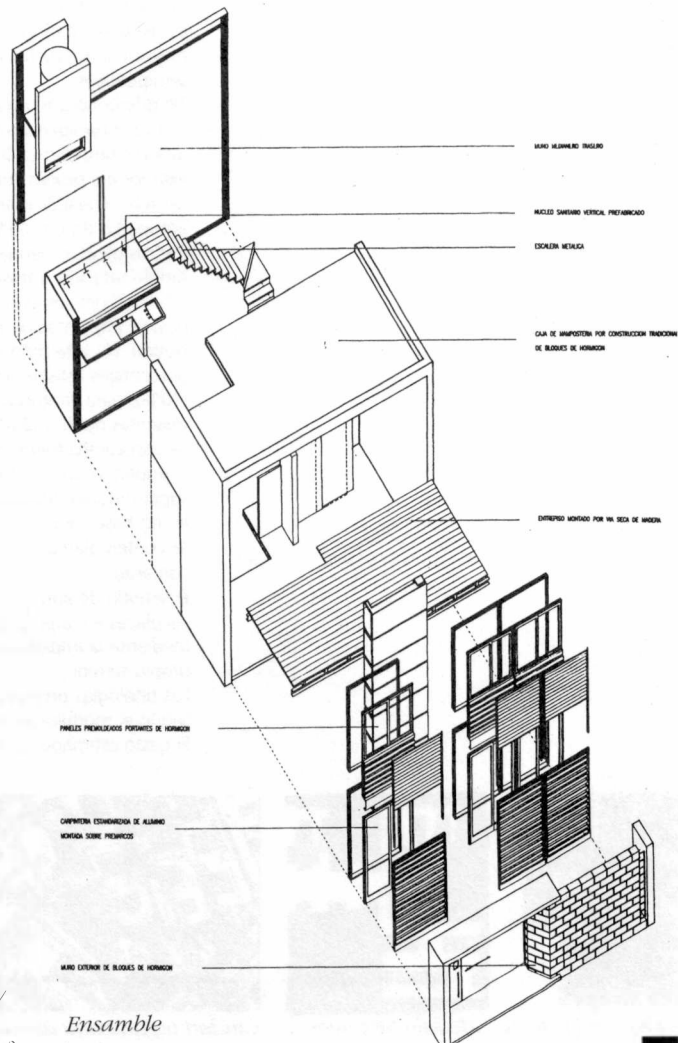 MURO MEDIANERO TRASERO
NUCLEO SANITARIO VERTICAL PREFABRICADO
ESCALERA METALICA
CAJA DE MAMPOSTERIA POR CONSTRUCCION TRADICIONAL
DE BLOQUES DE HORMIGON
ENTREPISO MONTADO POR VIA SECA DE MADERA
PANELES PREMOLDEADOS PORTANTES DE HORMIGON
CARPINTERIA ESTANDARIZADA DE ALUMINIO
MONTADA SOBRE PREMARCOS
MURO EXTERIOR DE BLOQUES DE HORMIGON
Ensamble